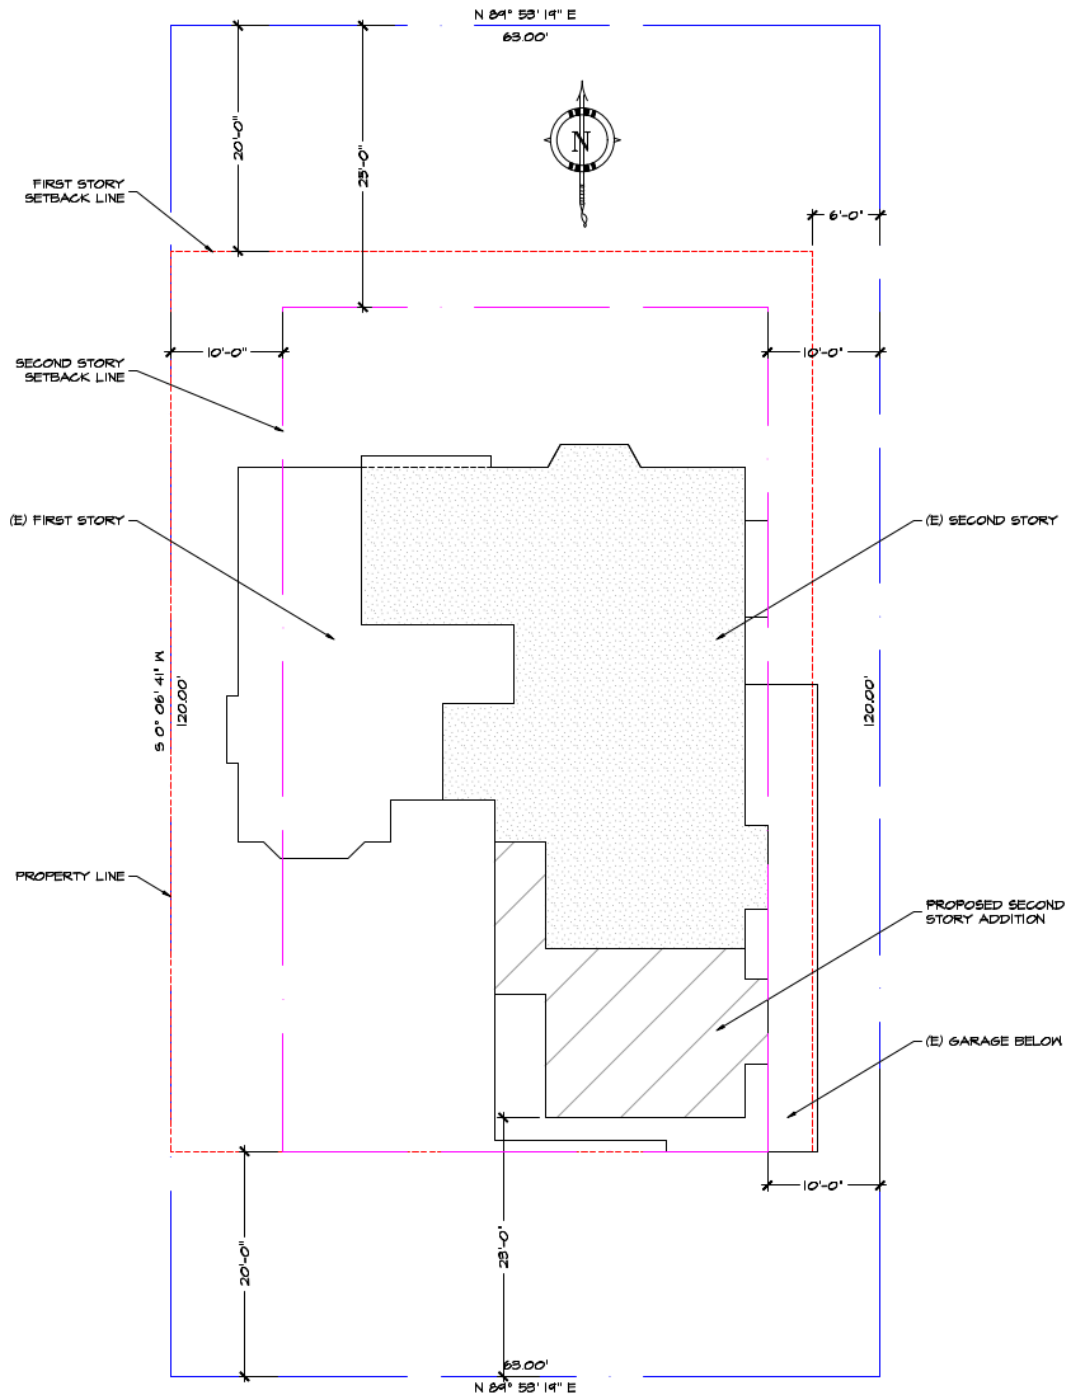 N 89° 53' 19" E
63.00'
20'-0"
25'-0"
N
FIRST STORY
SETBACK LINE
6'-0"
10'-0"
10'-0"
SECOND STORY
SETBACK LINE
(E) FIRST STORY
(E) SECOND STORY
S 0° 06' 41" W
120.00'
120.00'
PROPERTY LINE
PROPOSED SECOND
STORY ADDITION
(E) GARAGE BELOW
10'-0"
20'-0"
23'-0"
63.00'
N 89° 53' 19" E